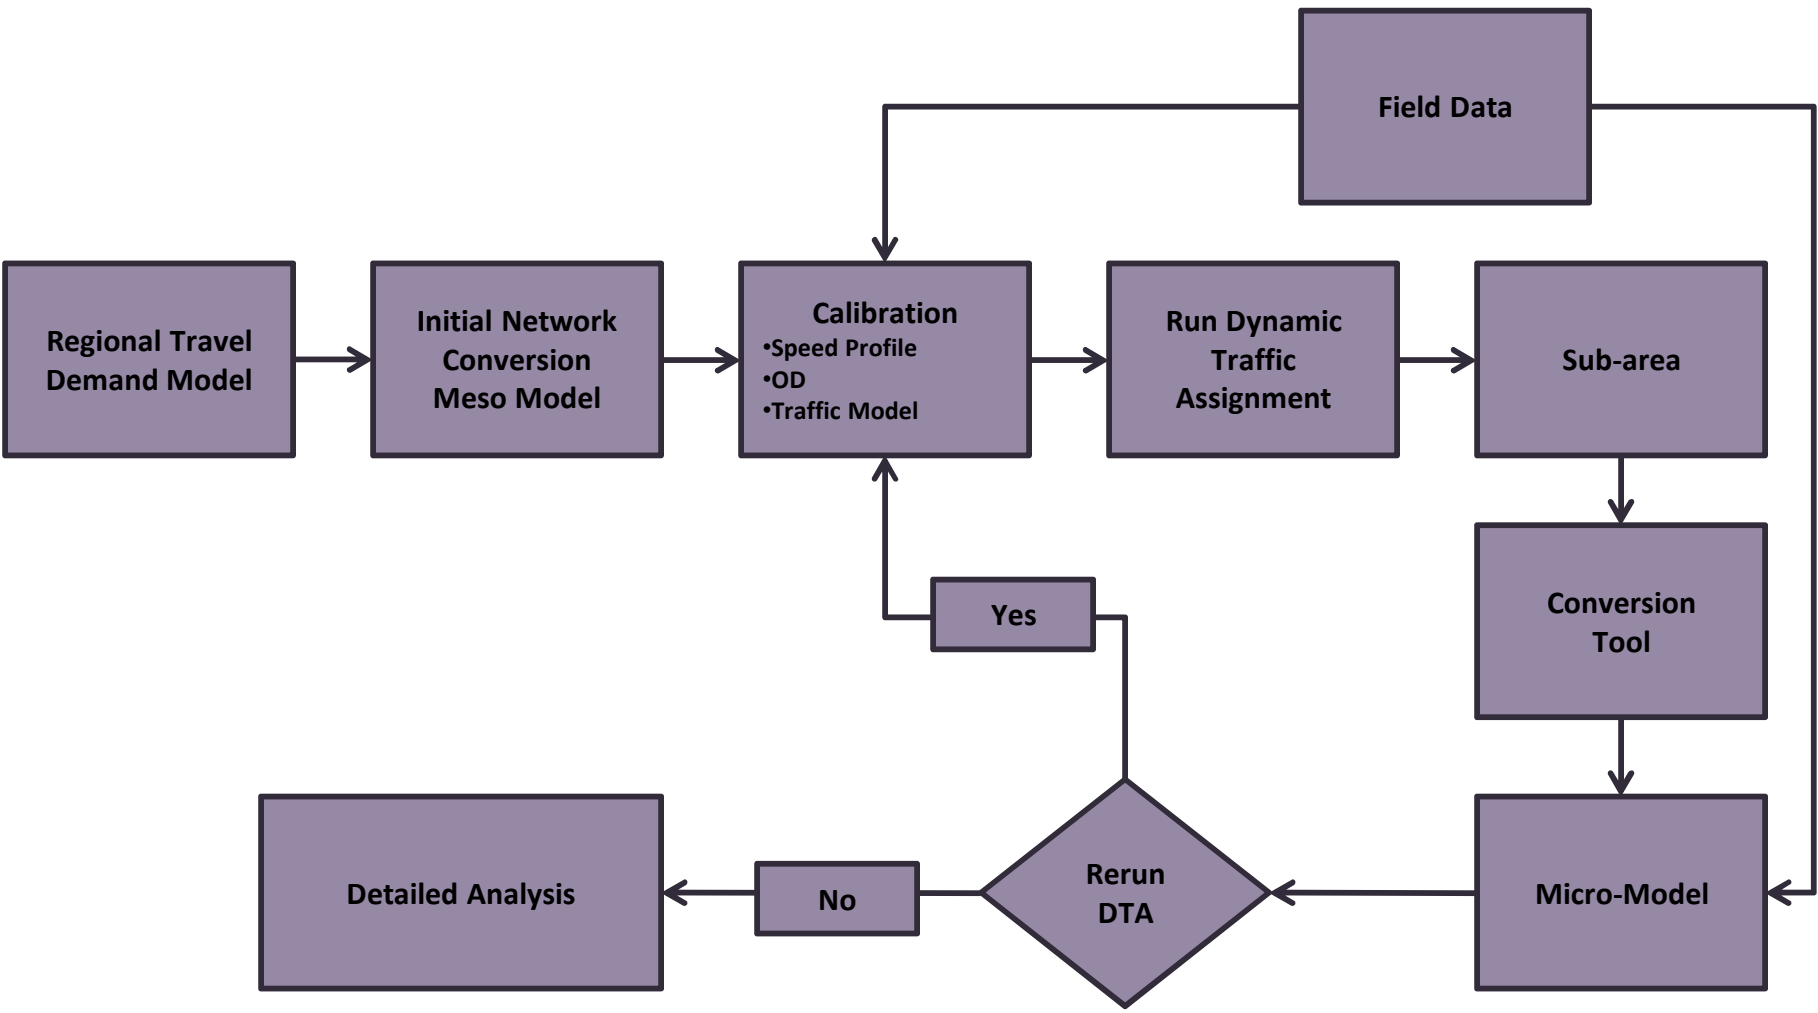 Field Data
Regional Travel
Demand Model
Initial Network
Conversion
Meso Model
Calibration
•Speed Profile
•OD
•Traffic Model
Run Dynamic
Traffic
Assignment
Sub-area
Conversion
Tool
Yes
Micro-Model
Rerun
DTA
No
Detailed Analysis